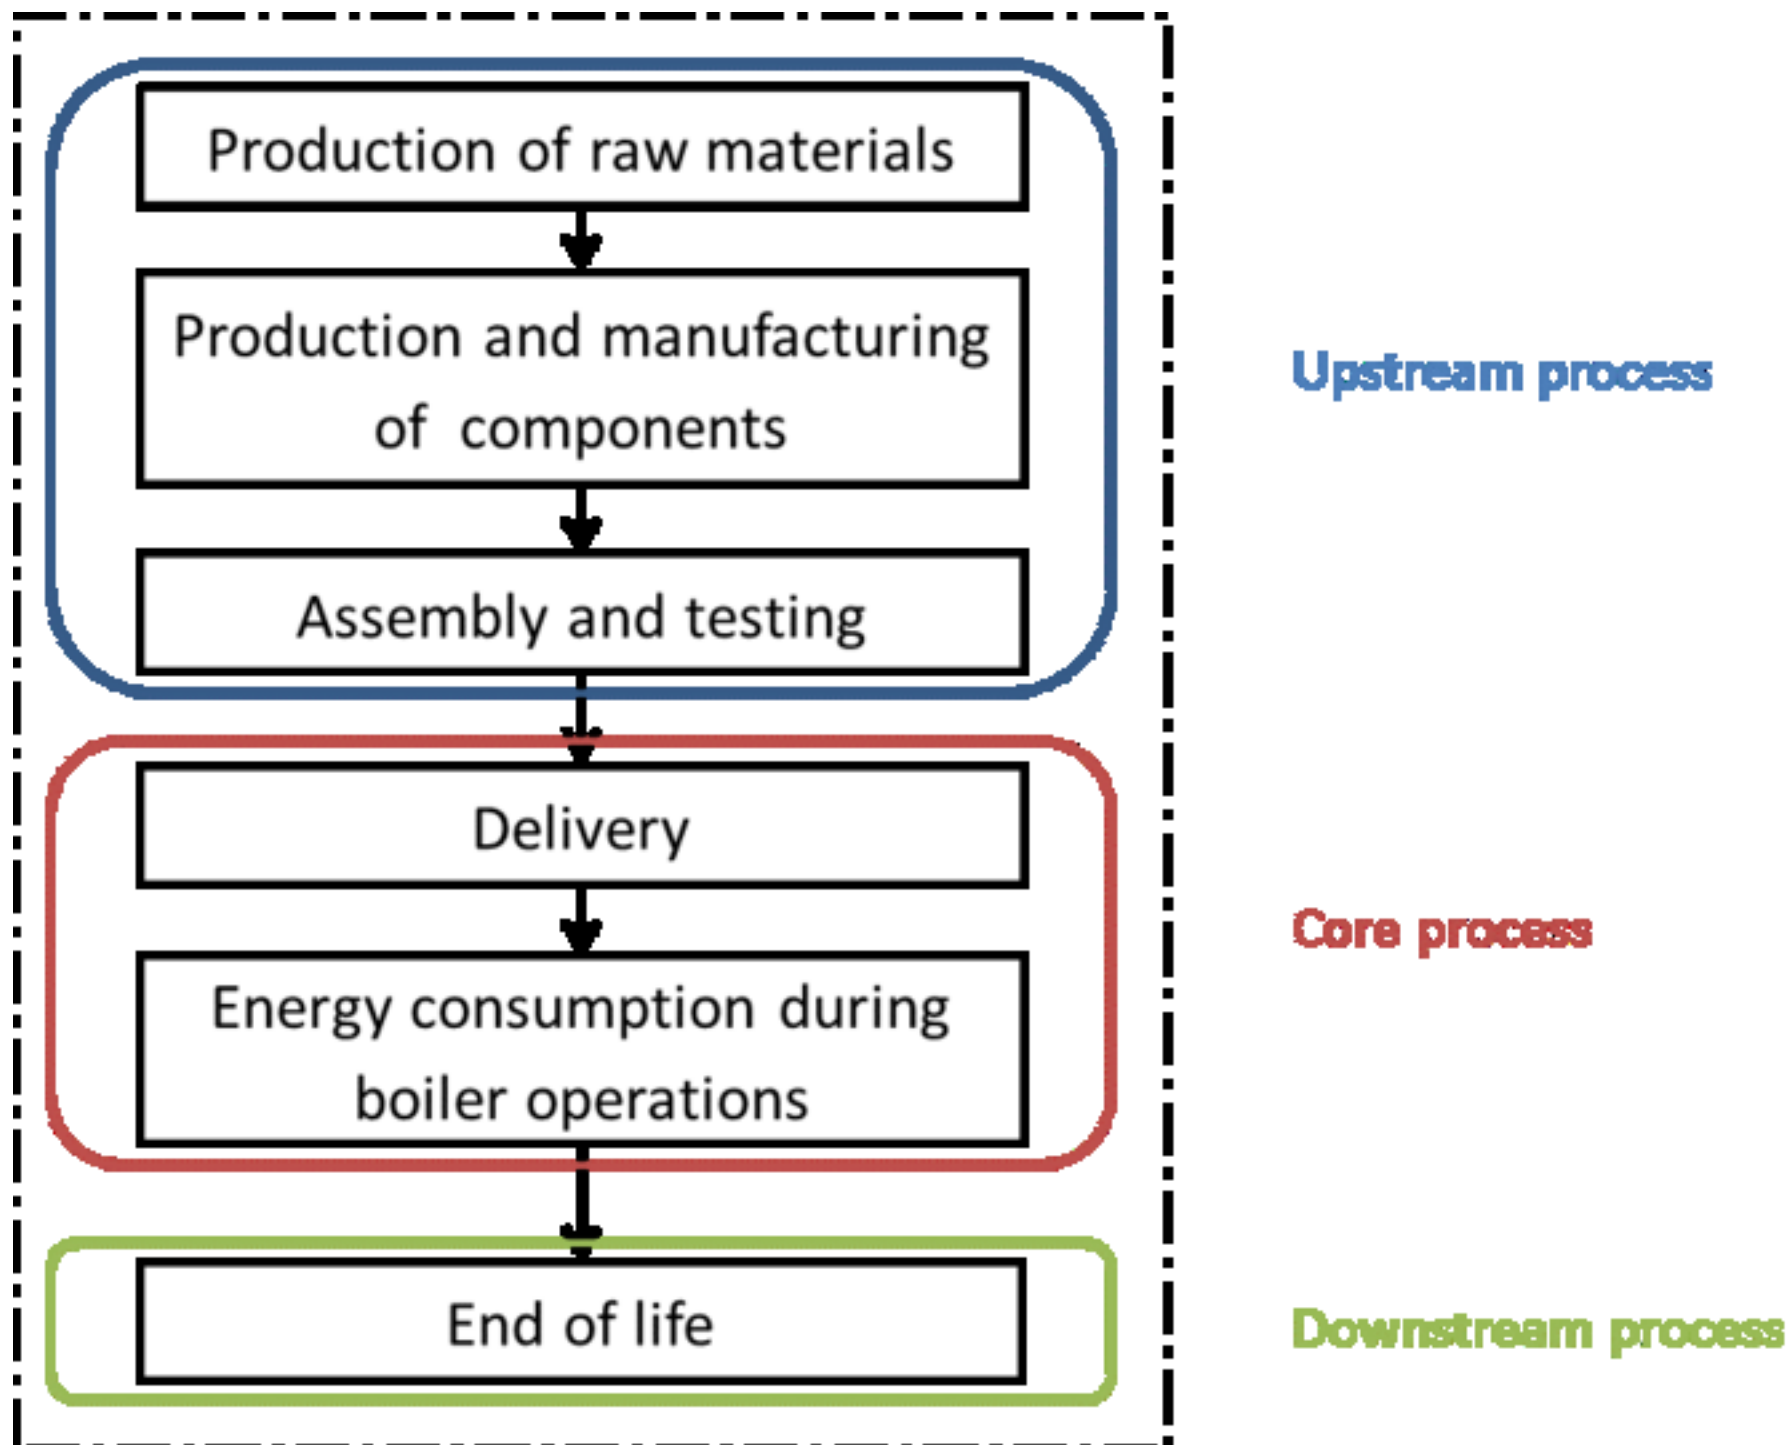 Production of raw materials
Production and manufacturing
of components
Upstream process
Assembly and testing
Delivery
Core process
Energy consumption during
boiler operations
End of life
Downstream process